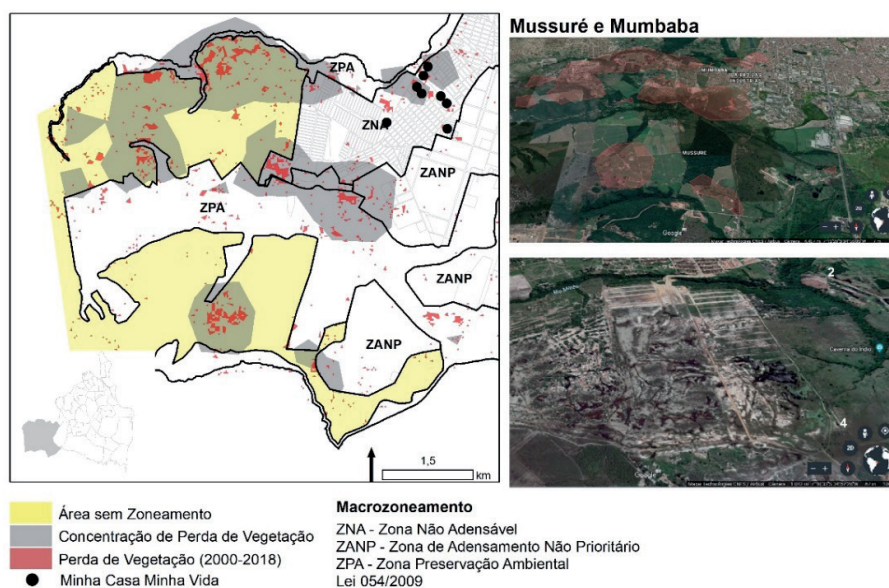 Mussuré e Mumbaba
ZPA
ZNA
ZANP
ZPA
ZANP
ZANP
1,5
km
MUSSURÉ
Google
2
Caverna do Índio
4
2D
Google
Área sem Zoneamento
Concentração de Perda de Vegetação
Perda de Vegetação (2000-2018)
Minha Casa Minha Vida
Macrozoneamento
ZNA - Zona Não Adensável
ZANP - Zona de Adensamento Não Prioritário
ZPA - Zona Preservação Ambiental
Lei 054/2009